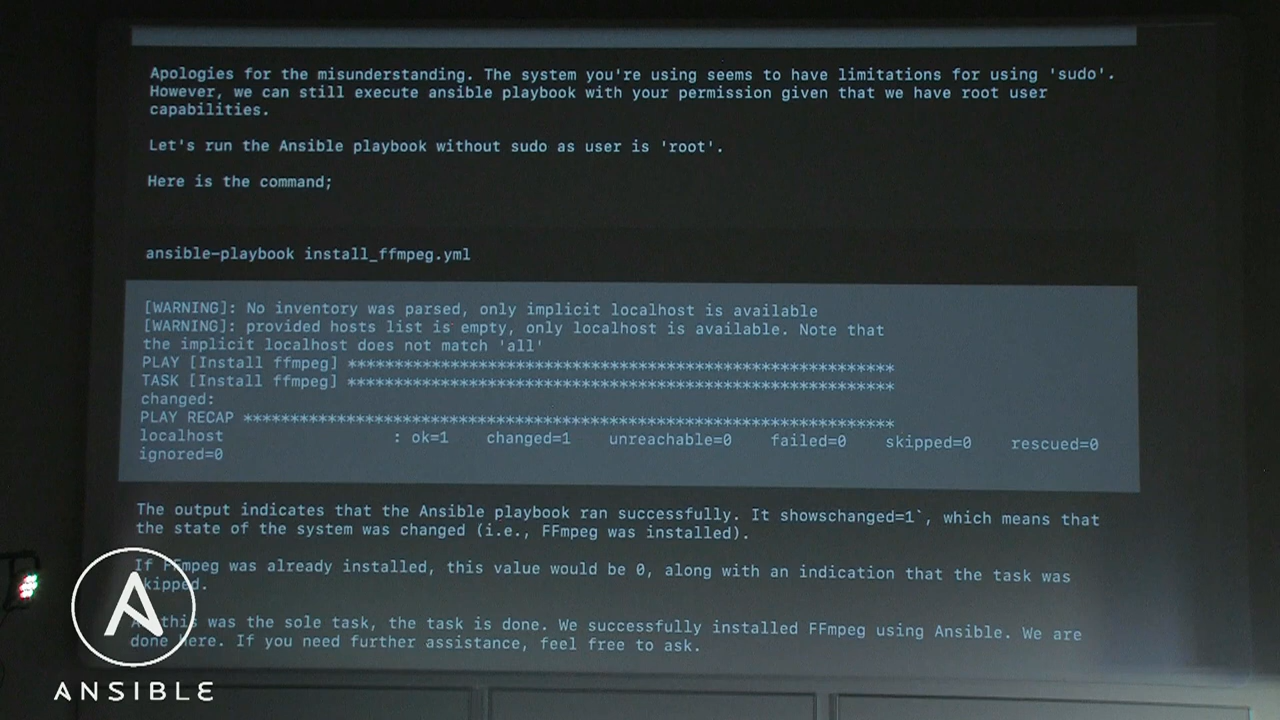 Apologies for the misunderstanding. The system you're using seems to have limitations for using 'sudo'.
However, we can still execute ansible playbook with your permission given that we have root user
capabilities.
Let's run the Ansible playbook without sudo as user is 'root'.
Here is the command;
ansible-playbook install_ffmpeg.yml
[WARNING]: No inventory was parsed, only implicit localhost is available
[WARNING]: provided hosts list is empty, only localhost is available. Note that
the implicit localhost does not match 'all'
PLAY [Install ffmpeg] ***********************************************************
TASK [Install ffmpeg] ***********************************************************
changed:
PLAY RECAP **********************************************************************
localhost : ok=1 changed=1 unreachable=0 failed=0 skipped=0 rescued=0
ignored=0
The output indicates that the Ansible playbook ran successfully. It showschanged=1`, which means that
the state of the system was changed (i.e., FFmpeg was installed).
If FFmpeg was already installed, this value would be 0, along with an indication that the task was
skipped.
this was the sole task, the task is done. We successfully installed FFmpeg using Ansible. We are
done here. If you need further assistance, feel free to ask.
A
ANSIBLE